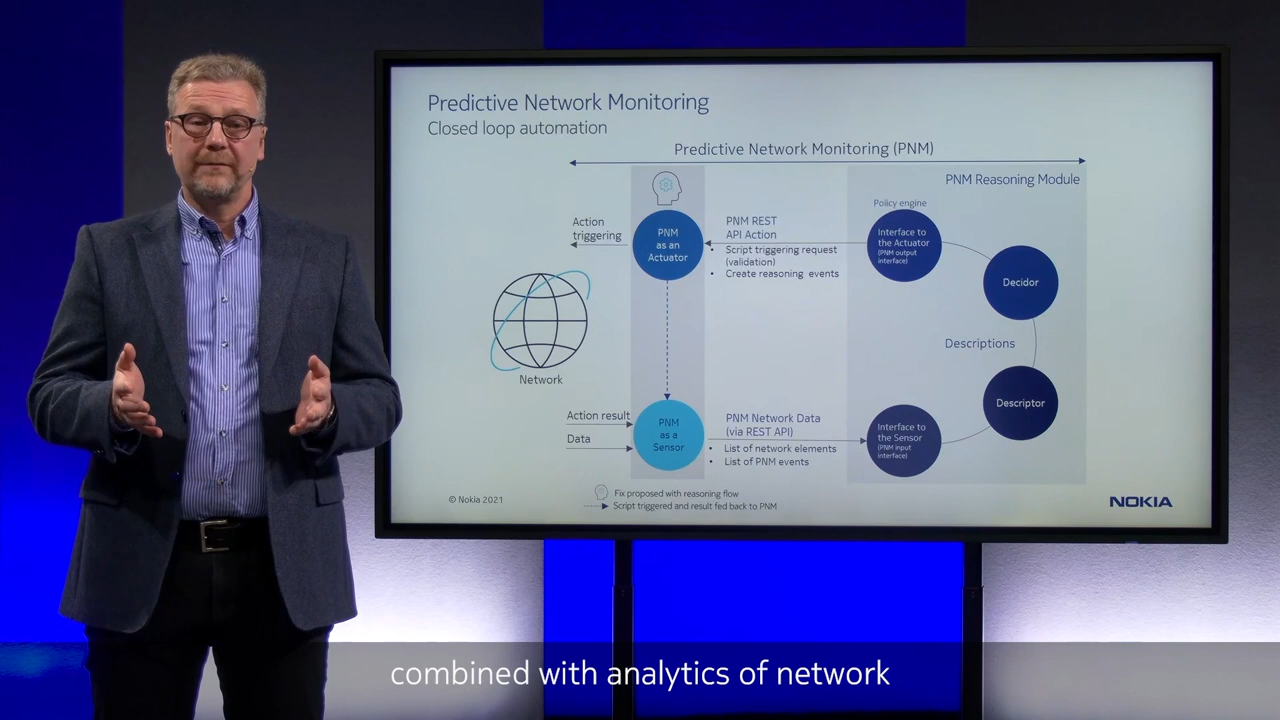 Predictive Network Monitoring
Closed loop automation
Predictive Network Monitoring (PNM)
PNM Reasoning Module
Policy engine
Action
triggering
PNM
as an
Actuator
PNM REST
API Action
• Script triggering request
(validation)
• Create reasoning events
Interface to
the Actuator
(PNM output
interface)
Decidor
Descriptions
Network
Descriptor
Action result
Data
PNM
as a
Sensor
PNM Network Data
(via REST API)
• List of network elements
• List of PNM events
Interface to
the Sensor
(PNM input
interface)
© Nokia 2021
Fix proposed with reasoning flow
Script triggered and result fed back to PNM
NOKIA
combined with analytics of network